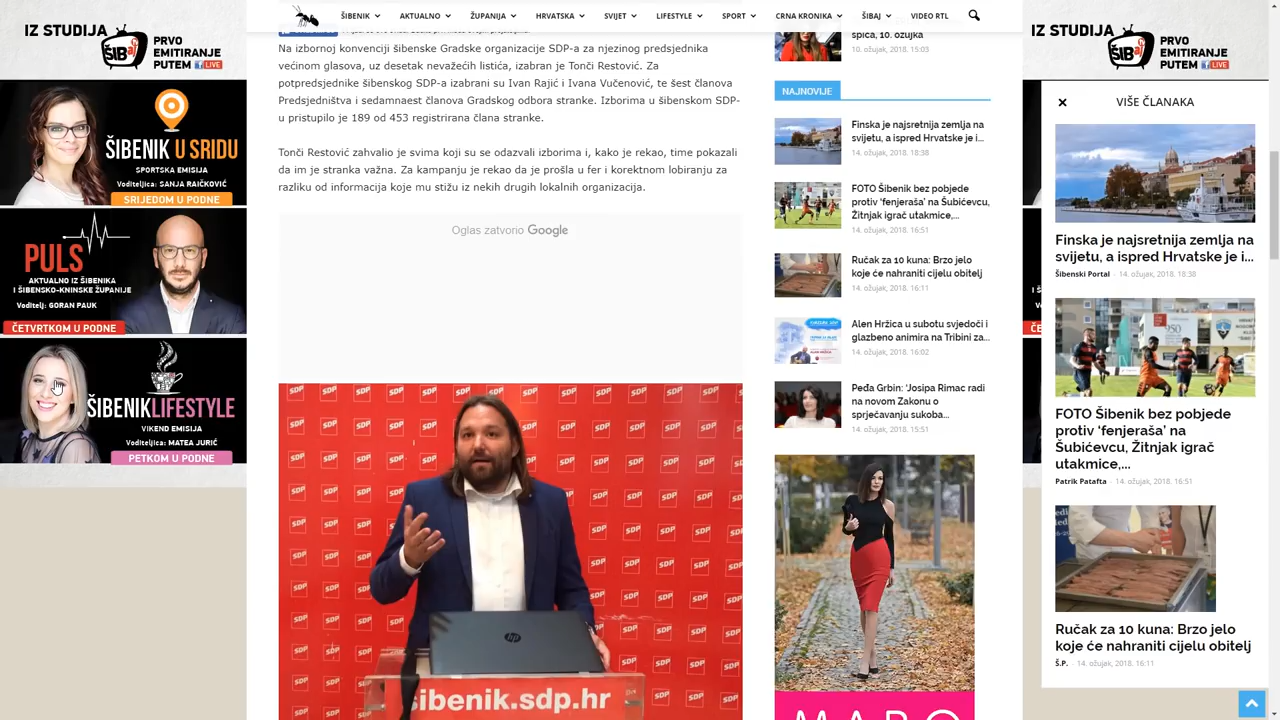 IZ STUDIJA
ŠIBaj
PRVO
EMITIRANJE
PUTEM
LIVE
ŠIBENIK U SRIDU
SPORTSKA EMISIJA
Voditeljica: SANJA RAIČKOVIĆ
SRIJEDOM U PODNE
PULS
AKTUALNO IZ ŠIBENIKA
I ŠIBENSKO-KNINSKE ŽUPANIJE
Voditelj: GORAN PAUK
ČETVRTKOM U PODNE
ŠIBENIKLIFESTYLE
VIKEND EMISIJA
Voditeljica: MATEA JURIĆ
PETKOM U PODNE
ŠIBENIK
AKTUALNO
ŽUPANIJA
HRVATSKA
SVIJET
LIFESTYLE
SPORT
CRNA KRONIKA
ŠIBAJ
VIDEO RTL
Na izbornoj konvenciji šibenske Gradske organizacije SDP-a za njezinog predsjednika
većinom glasova, uz desetak nevažećih listića, izabran je Tonči Restović. Za
potpredsjednike šibenskog SDP-a izabrani su Ivan Rajić i Ivana Vučenović, te šest članova
Predsjedništva i sedamnaest članova Gradskog odbora stranke. Izborima u šibenskom SDP-
u pristupilo je 189 od 453 registrirana člana stranke.
Tonči Restović zahvalio je svima koji su se odazvali izborima i, kako je rekao, time pokazali
da im je stranka važna. Za kampanju je rekao da je prošla u fer i korektnom lobiranju za
razliku od informacija koje mu stižu iz nekih drugih lokalnih organizacija.
Oglas zatvorio Google
SDP
hp
sibenik.sdp.hr
špica, 10. ožujka
10. ožujak, 2018. 15:03
NAJNOVIJE
Finska je najsretnija zemlja na
svijetu, a ispred Hrvatske je i...
14. ožujak, 2018. 18:38
FOTO Šibenik bez pobjede
protiv 'fenjeraša' na Šubićevcu,
Žitnjak igrač utakmice,...
14. ožujak, 2018. 16:51
Ručak za 10 kuna: Brzo jelo
koje će nahraniti cijelu obitelj
14. ožujak, 2018. 16:11
Alen Hržica u subotu svjedoči i
glazbeno animira na Tribini za...
14. ožujak, 2018. 16:02
Peđa Grbin: 'Josipa Rimac radi
na novom Zakonu o
sprječavanju sukoba...
14. ožujak, 2018. 15:51
IZ STUDIJA
ŠIBaj
PRVO
EMITIRANJE
PUTEM
LIVE
VIŠE ČLANAKA
Finska je najsretnija zemlja na
svijetu, a ispred Hrvatske je i...
Šibenski Portal - 14. ožujak, 2018. 18:38
FOTO Šibenik bez pobjede
protiv 'fenjeraša' na
Šubićevcu, Žitnjak igrač
utakmice,...
Patrik Patafta - 14. ožujak, 2018. 16:51
Ručak za 10 kuna: Brzo jelo
koje će nahraniti cijelu obitelj
Š.P. - 14. ožujak, 2018. 16:11